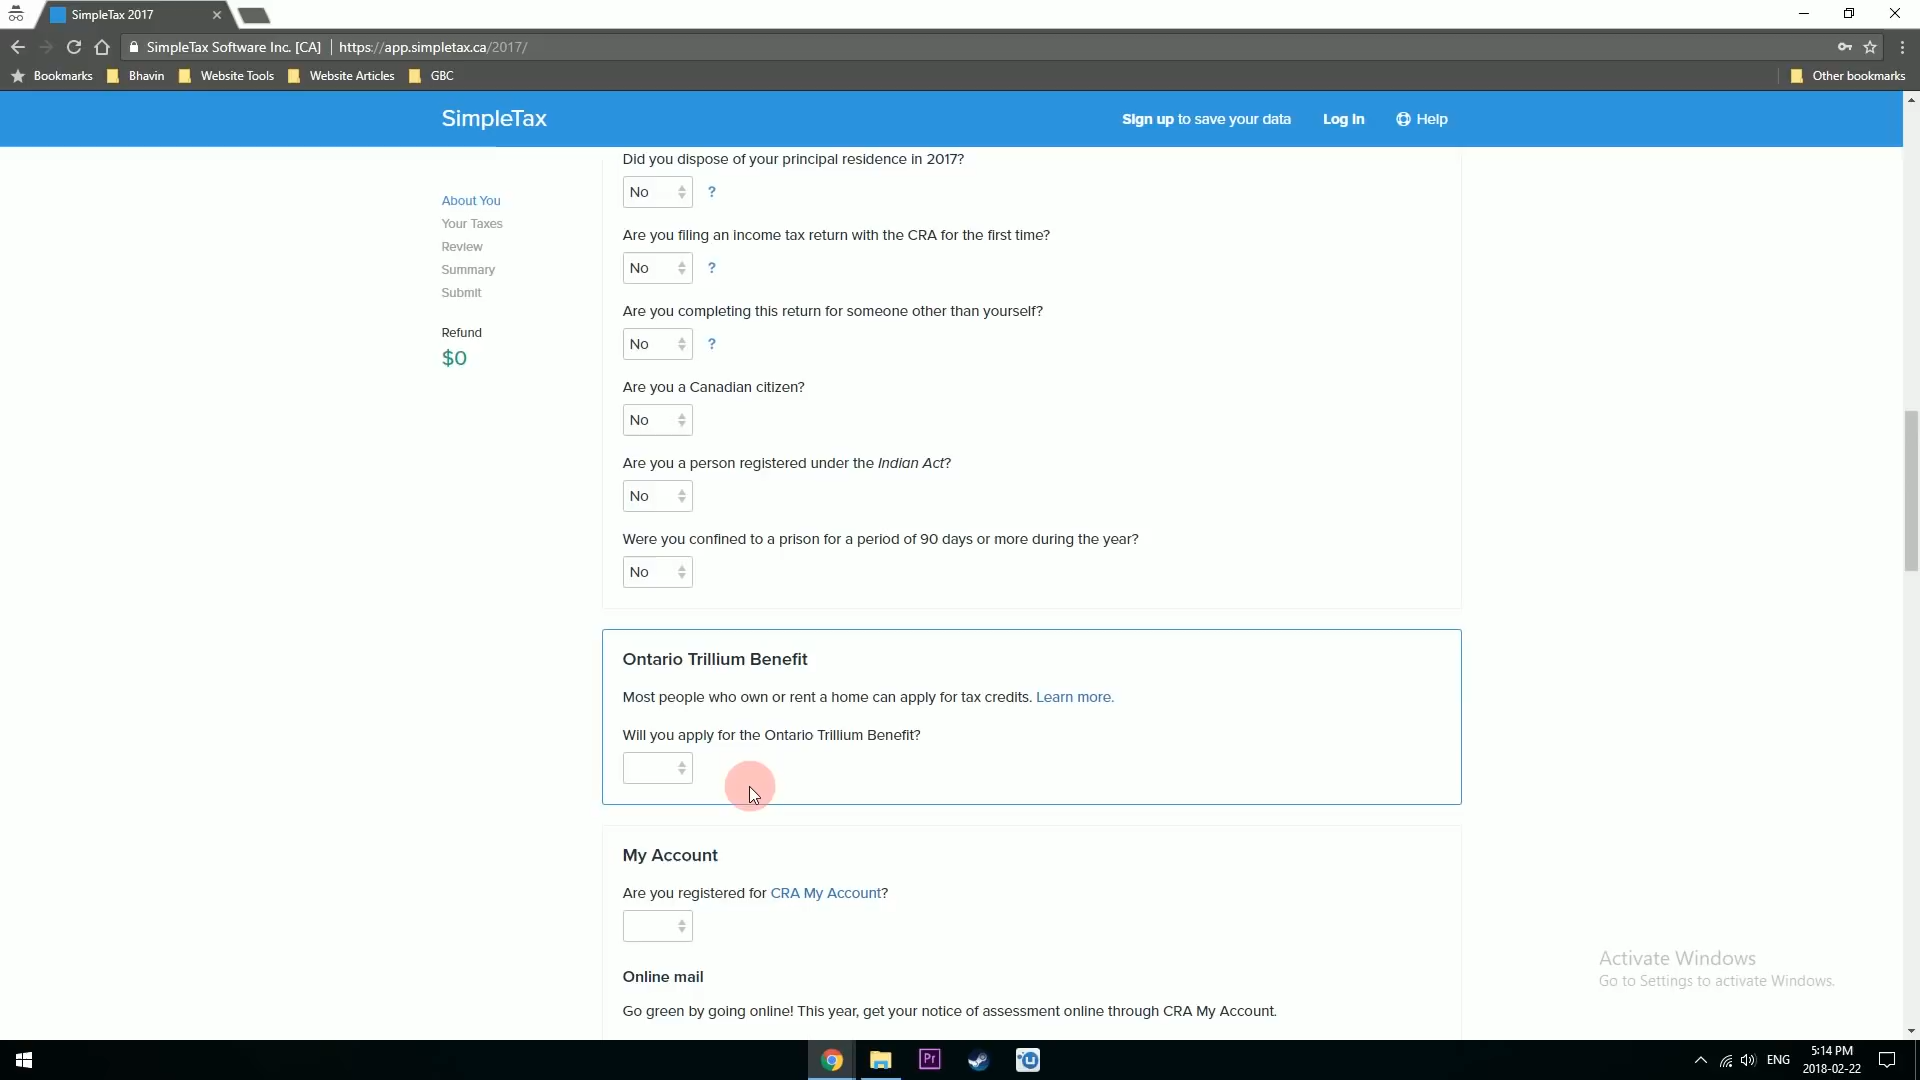 SimpleTax 2017
SimpleTax Software Inc. [CA] https://app.simpletax.ca/2017/
Bookmarks Bhavin Website Tools Website Articles GBC Other bookmarks
SimpleTax Sign up to save your data Log In Help
Did you dispose of your principal residence in 2017?
No ?
About You
Your Taxes
Review
Summary
Submit
Refund
$0
Are you filing an income tax return with the CRA for the first time?
No ?
Are you completing this return for someone other than yourself?
No ?
Are you a Canadian citizen?
No
Are you a person registered under the Indian Act?
No
Were you confined to a prison for a period of 90 days or more during the year?
No
Ontario Trillium Benefit
Most people who own or rent a home can apply for tax credits. Learn more.
Will you apply for the Ontario Trillium Benefit?
My Account
Are you registered for CRA My Account?
Online mail
Go green by going online! This year, get your notice of assessment online through CRA My Account.
Activate Windows
Go to Settings to activate Windows.
Pr
ENG
5:14 PM
2018-02-22